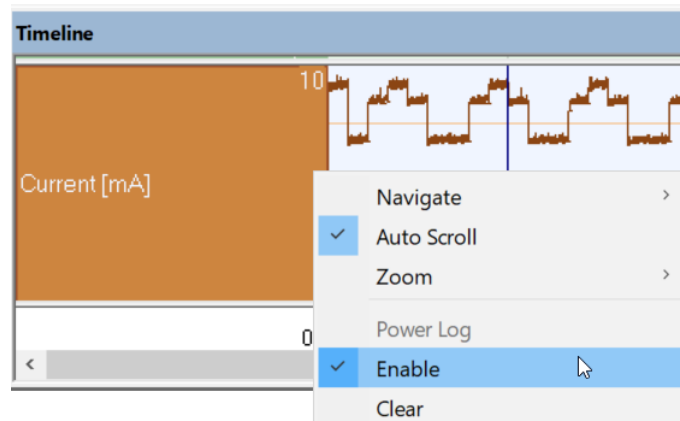 Timeline
10
Current [mA]
Navigate
Auto Scroll
Zoom
Power Log
0
Enable
Clear